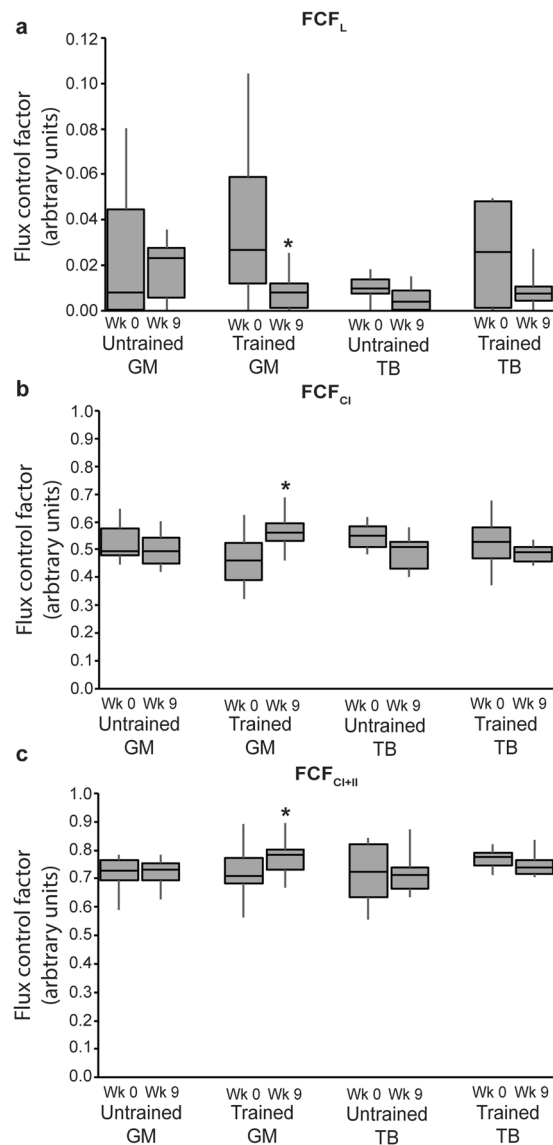 a
FCF_L
Flux control factor
(arbtrary units)
0.12
0.10
0.08
0.06
0.04
0.02
0.00
*
Wk 0 Wk 9 Wk 0 Wk 9 Wk 0 Wk 9 Wk 0 Wk 9
Untrained Trained Untrained Trained
GM GM TB TB
b
FCF_CI
Flux control factor
(arbtrary units)
1.0
0.9
0.8
0.7
0.6
0.5
0.4
0.3
0.2
0.1
0.0
*
Wk 0 Wk 9 Wk 0 Wk 9 Wk 0 Wk 9 Wk 0 Wk 9
Untrained Trained Untrained Trained
GM GM TB TB
c
FCF_CI+II
Flux control factor
(arbtrary units)
1.0
0.9
0.8
0.7
0.6
0.5
0.4
0.3
0.2
0.1
0.0
*
Wk 0 Wk 9 Wk 0 Wk 9 Wk 0 Wk 9 Wk 0 Wk 9
Untrained Trained Untrained Trained
GM GM TB TB